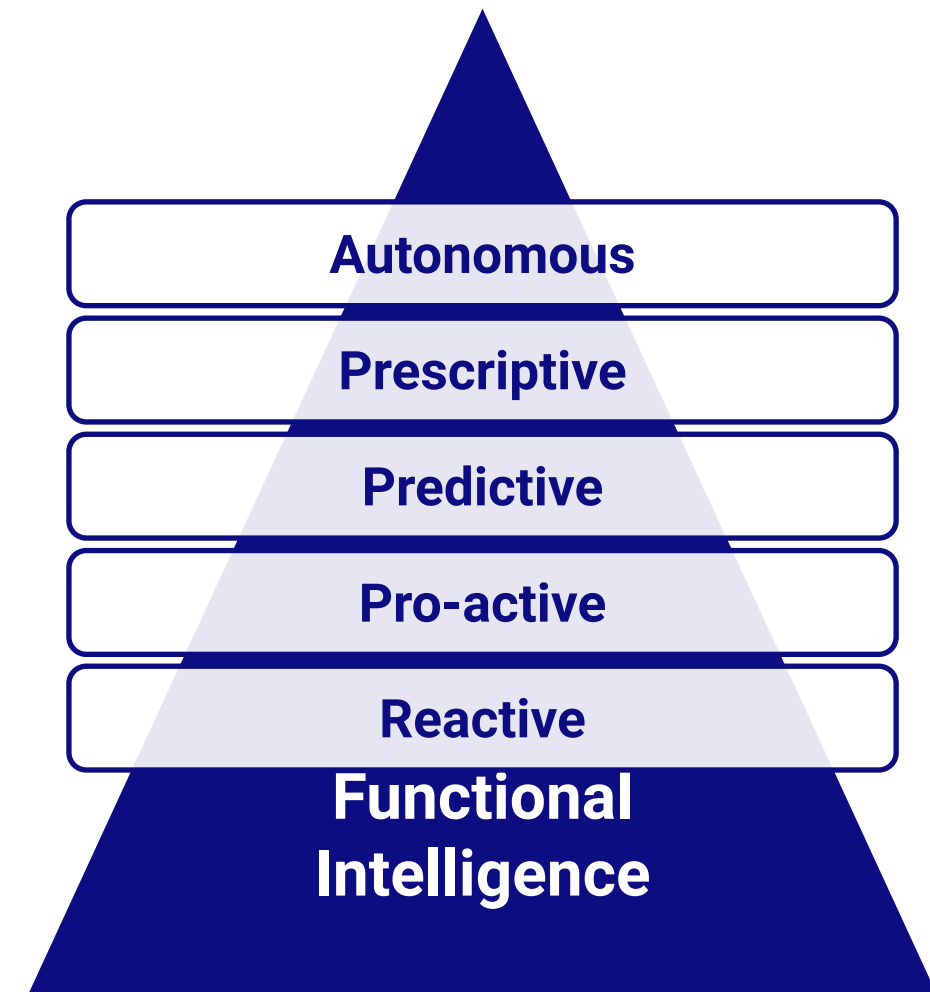 Autonomous
Prescriptive
Predictive
Pro-active
Reactive
Functional
Intelligence